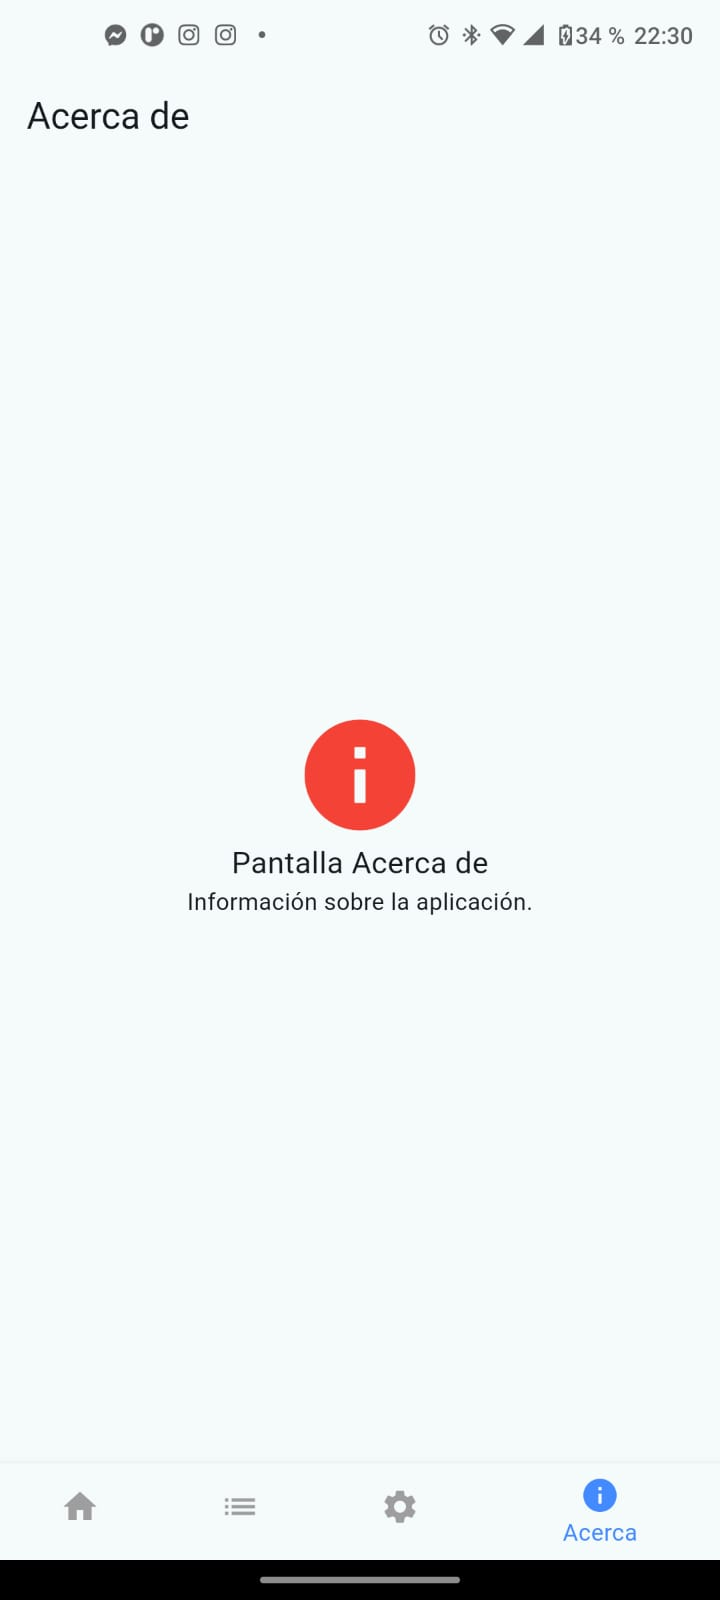 34 % 22:30
Acerca de
Pantalla Acerca de
Información sobre la aplicación.
Acerca